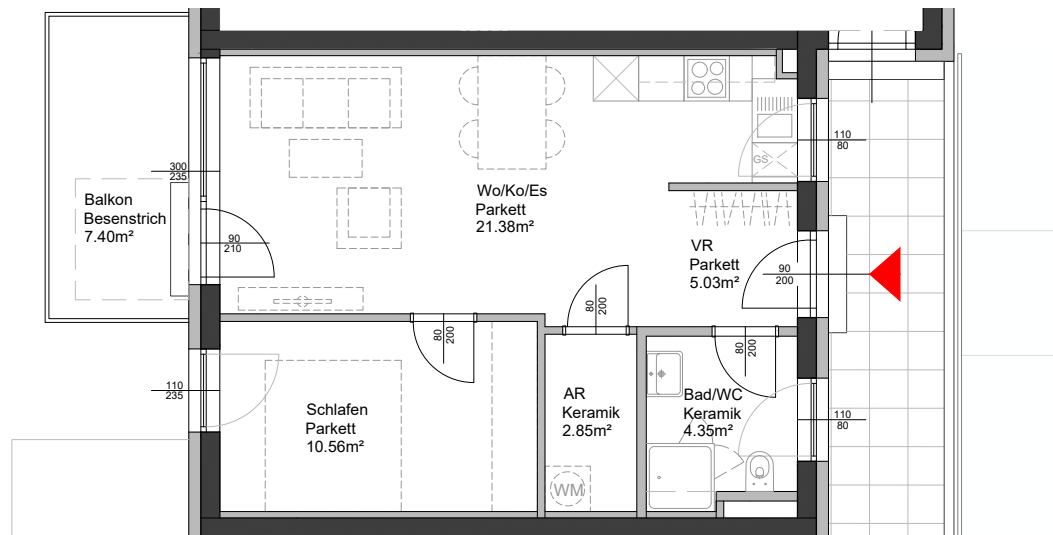 300
235
Balkon
Besenstrich
7.40m²
90
210
110
235
Wo/Ko/Es
Parkett
21.38m²
GS
110
80
VR
Parkett
5.03m²
90
200
80
200
80
200
80
200
Schlafen
Parkett
10.56m²
AR
Keramik
2.85m²
WM
Bad/WC
Keramik
4.35m²
110
80